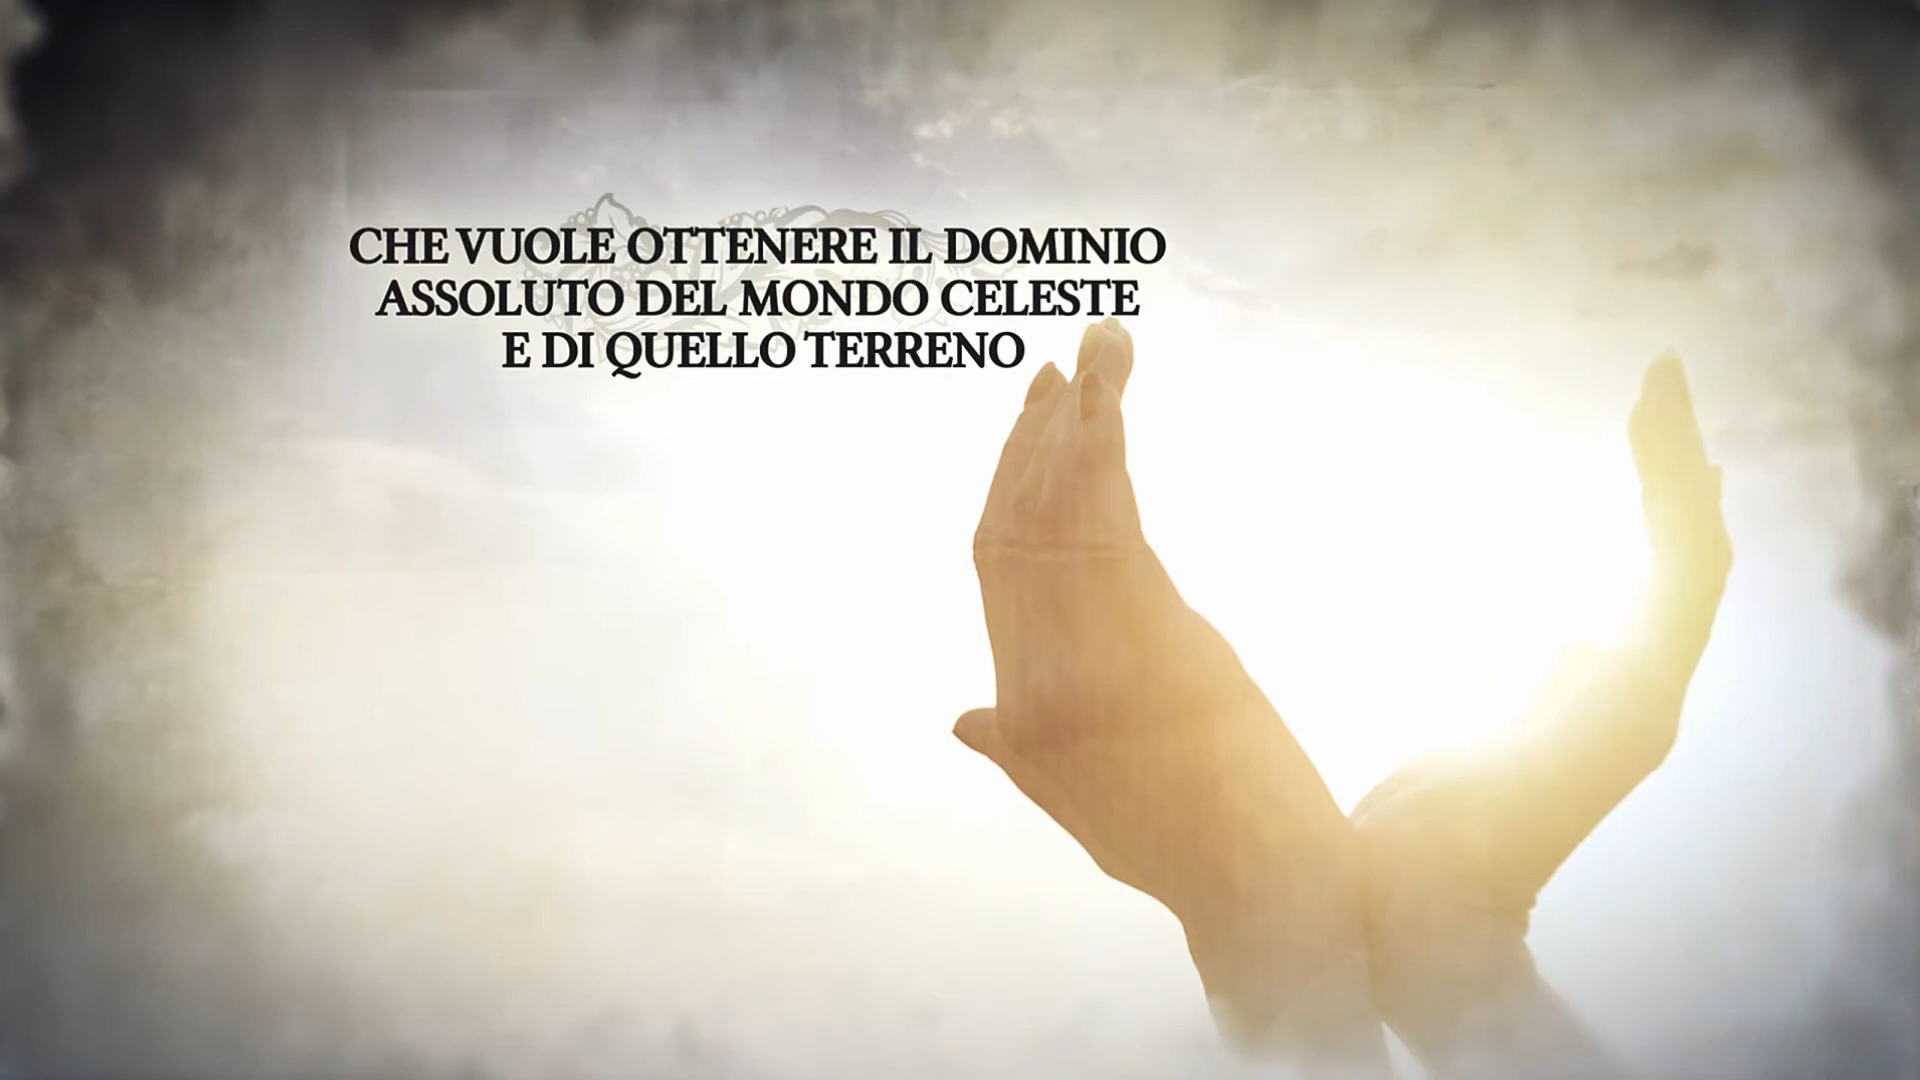 CHE VUOLE OTTENERE IL DOMINIO
ASSOLUTO DEL MONDO CELESTE
E DI QUELLO TERRENO